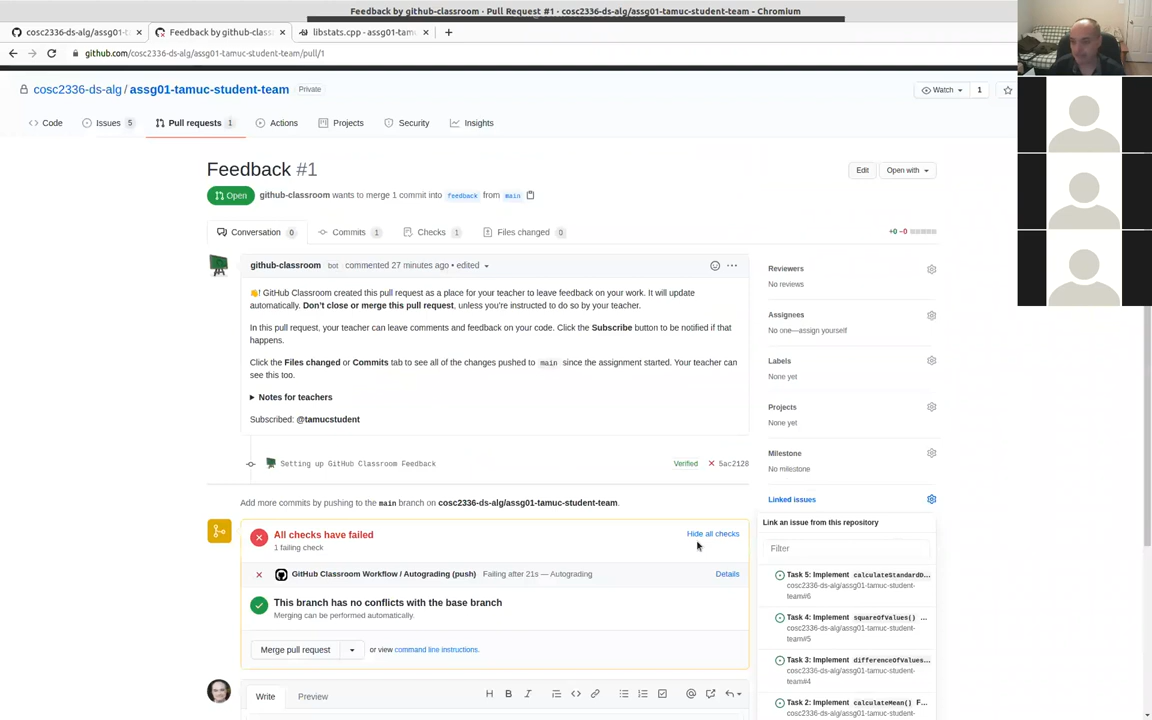 Feedback by github-classroom · Pull Request #1 · cosc2336-ds-alg/assg01-tamuc-student-team - Chromium
cosc2336-ds-alg/assg01-t
Feedback by github-class
libstats.cpp - assg01-tam
github.com/cosc2336-ds-alg/assg01-tamuc-student-team/pull/1
cosc2336-ds-alg / assg01-tamuc-student-team Private
Watch 1
Code Issues 5 Pull requests 1 Actions Projects Security Insights
Feedback #1
Edit Open with
Open github-classroom wants to merge 1 commit into feedback from main
Conversation 0 Commits 1 Checks 1 Files changed 0
+0 −0
github-classroom bot commented 27 minutes ago • edited
👋! GitHub Classroom created this pull request as a place for your teacher to leave feedback on your work. It will update
automatically. Don't close or merge this pull request, unless you're instructed to do so by your teacher.
In this pull request, your teacher can leave comments and feedback on your code. Click the Subscribe button to be notified if that
happens.
Click the Files changed or Commits tab to see all of the changes pushed to main since the assignment started. Your teacher can
see this too.
Notes for teachers
Subscribed: @tamucstudent
Setting up GitHub Classroom Feedback Verified 5ac2128
Add more commits by pushing to the main branch on cosc2336-ds-alg/assg01-tamuc-student-team.
All checks have failed
1 failing check
Hide all checks
GitHub Classroom Workflow / Autograding (push) Failing after 21s — Autograding Details
This branch has no conflicts with the base branch
Merging can be performed automatically.
Merge pull request or view command line instructions.
Write Preview
H B I
Reviewers
No reviews
Assignees
No one—assign yourself
Labels
None yet
Projects
None yet
Milestone
No milestone
Linked issues
Link an issue from this repository
Filter
Task 5: Implement calculateStandardD...
cosc2336-ds-alg/assg01-tamuc-student-
team#6
Task 4: Implement squareOfValues() ...
cosc2336-ds-alg/assg01-tamuc-student-
team#5
Task 3: Implement differenceOfValues...
cosc2336-ds-alg/assg01-tamuc-student-
team#4
Task 2: Implement calculateMean() F...
cosc2336-ds-alg/assg01-tamuc-student-